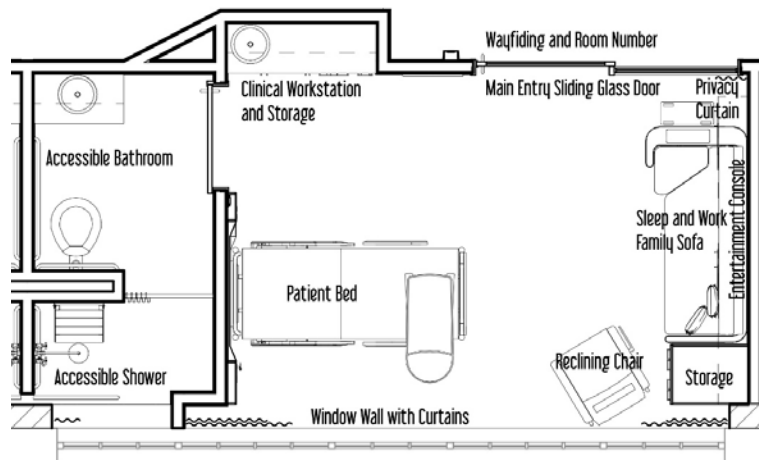 Wayfiding and Room Number
Clinical Workstation
and Storage
Main Entry Sliding Glass Door
Privacy
Curtain
Accessible Bathroom
Sleep and Work
Family Sofa
Entertainment Console
Patient Bed
Reclining Chair
Accessible Shower
Storage
Window Wall with Curtains